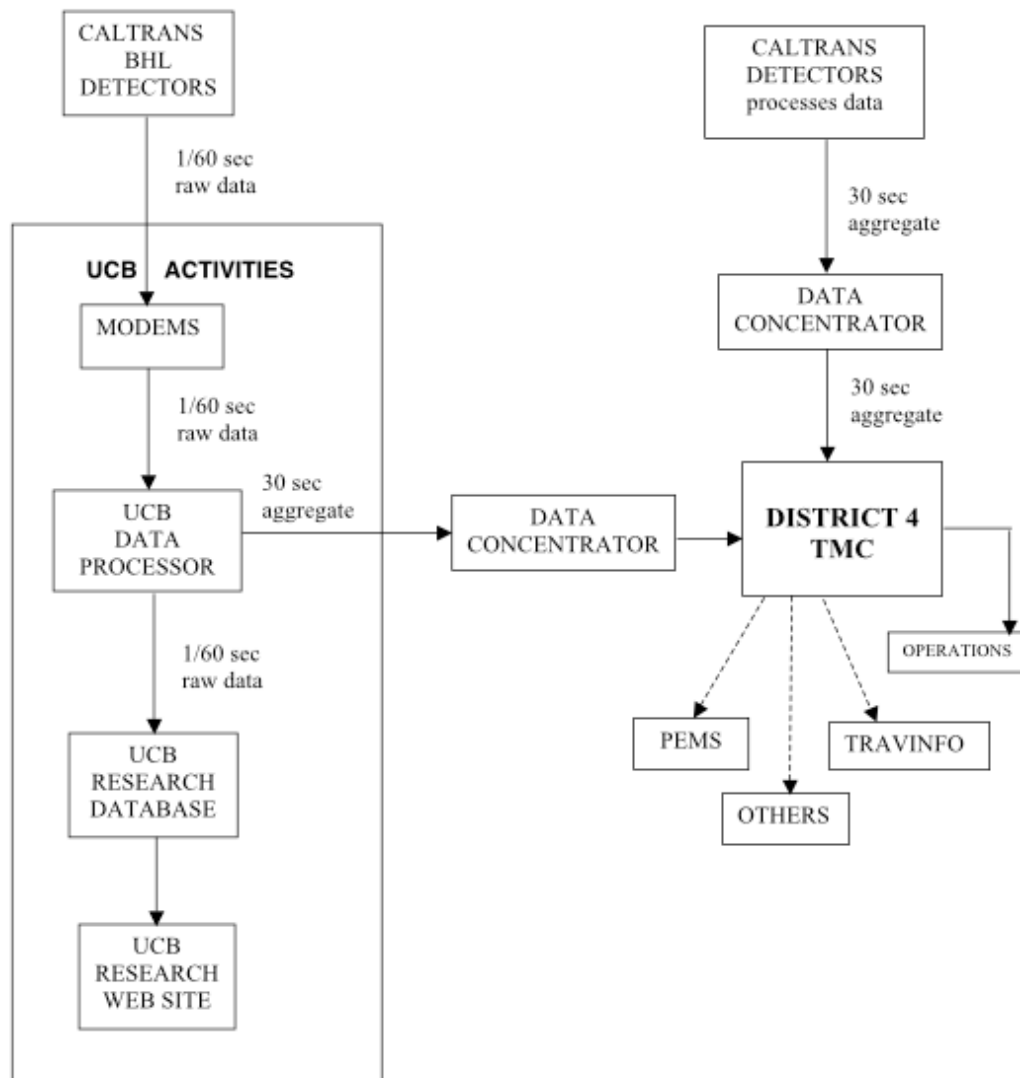 CALTRANS
BHL
DETECTORS
1/60 sec
raw data
UCB ACTIVITIES
MODEMS
1/60 sec
raw data
UCB
DATA
PROCESSOR
30 sec
aggregate
1/60 sec
raw data
UCB
RESEARCH
DATABASE
UCB
RESEARCH
WEB SITE
DATA
CONCENTRATOR
CALTRANS
DETECTORS
processes data
30 sec
aggregate
DATA
CONCENTRATOR
30 sec
aggregate
DISTRICT 4
TMC
OPERATIONS
PEMS
TRAVINFO
OTHERS